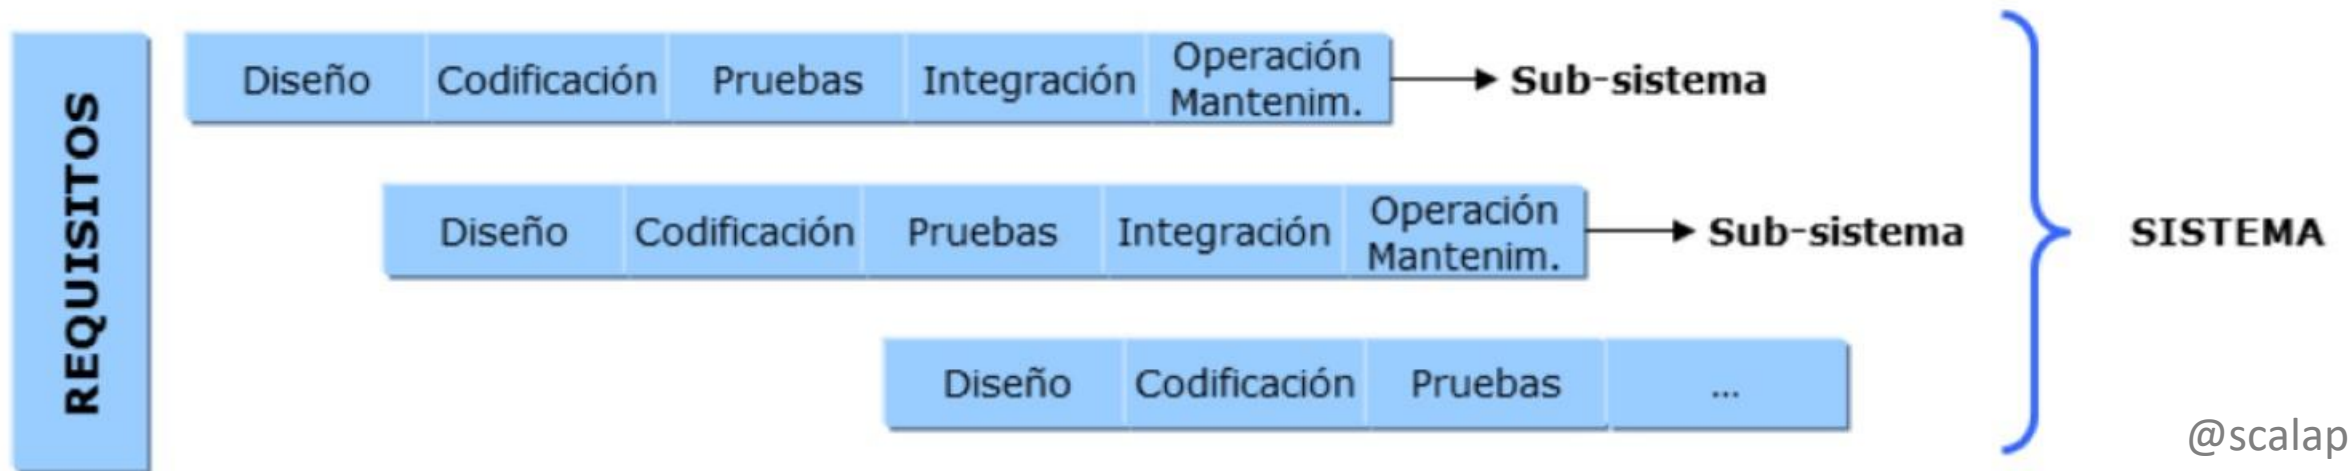 REQUISITOS
Diseño
Codificación
Pruebas
Integración
Operación
Mantenim.
Sub-sistema
Diseño
Codificación
Pruebas
Integración
Operación
Mantenim.
Sub-sistema
Diseño
Codificación
Pruebas
...
SISTEMA
@scalap